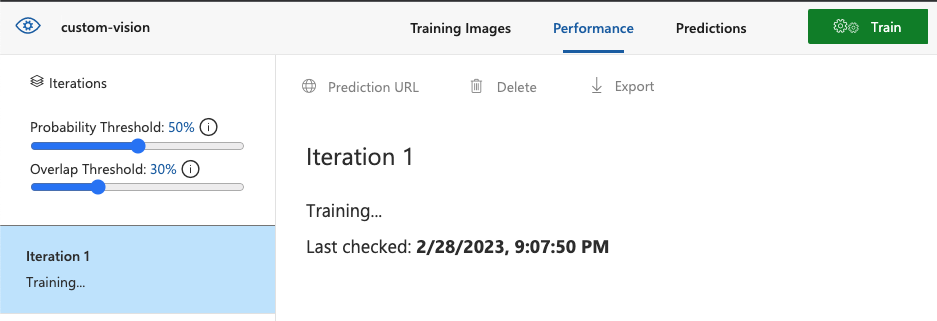 custom-vision
Training Images
Performance
Predictions
Train
Iterations
Probability Threshold: 50%
Overlap Threshold: 30%
Iteration 1
Training...
Prediction URL
Delete
Export
Iteration 1
Training...
Last checked: 2/28/2023, 9:07:50 PM